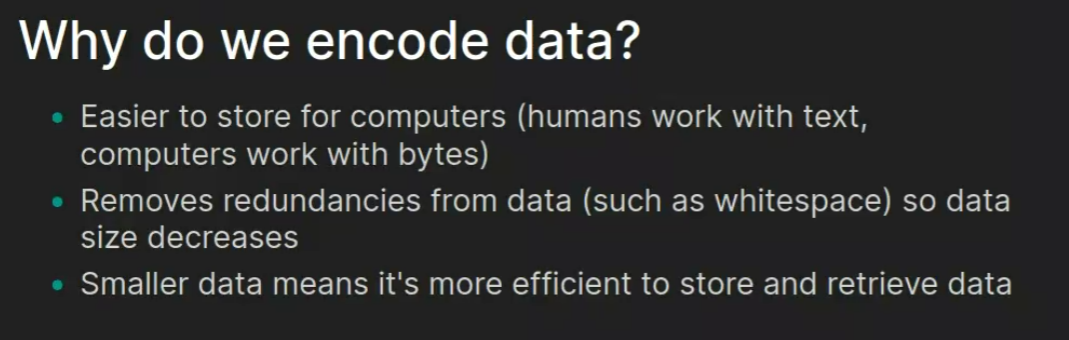 Why do we encode data?
Easier to store for computers (humans work with text,
computers work with bytes)
Removes redundancies from data (such as whitespace) so data
size decreases
Smaller data means it's more efficient to store and retrieve data